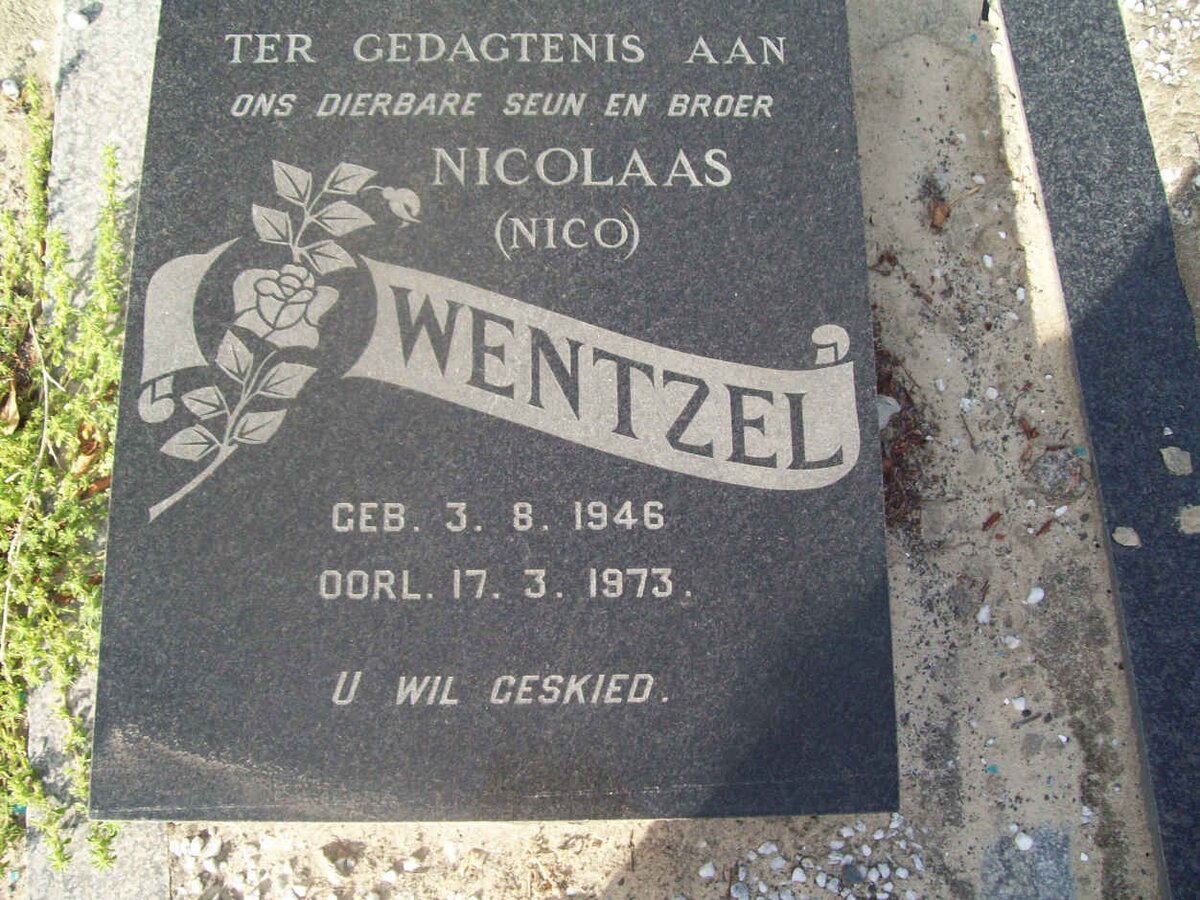 TER GEDAGTENIS AAN
ONS DIERBARE SEUN EN BROER
NICOLAAS
(NICO)
WENTZEL
GEB. 3. 8. 1946
OORL. 17. 3. 1973.
U WIL GESKIED.